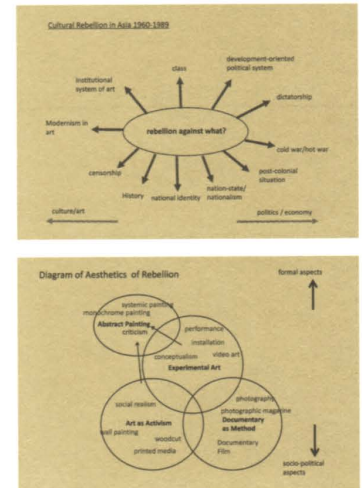 Cultural Rebellion in Asia 1960-1989
development-oriented
political system
class
institutional
system of art
dictatorship
Modernism in
art
rebellion against what?
cold war/hot war
censorship
post-colonial
situation
History
national identity
nation-state/
nationalism
culture/art
politics / economy
Diagram of Aesthetics of Rebellion
formal aspects
systemic painting
monochrome painting
Abstract Painting
criticism
performance
installation
conceptualism
video art
Experimental Art
social realism
photography
photographic magazine
Art as Activism
Documentary
as Method
wall painting
woodcut
printed media
Documentary
Film
socio-political
aspects